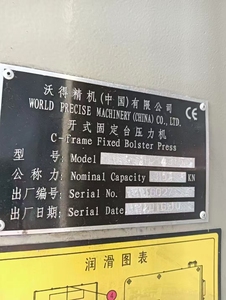 沃得精机(中国)有限公司
WORLD PRECISE MACHINERY (CHINA) CO., LTD.
CE
开式固定台压力机
C-frame Fixed Bolster Press
型 号: Model
公 称 力: Nominal Capacity KN
出厂编号: Serial No.
出厂日期: Serial Date
润滑图表